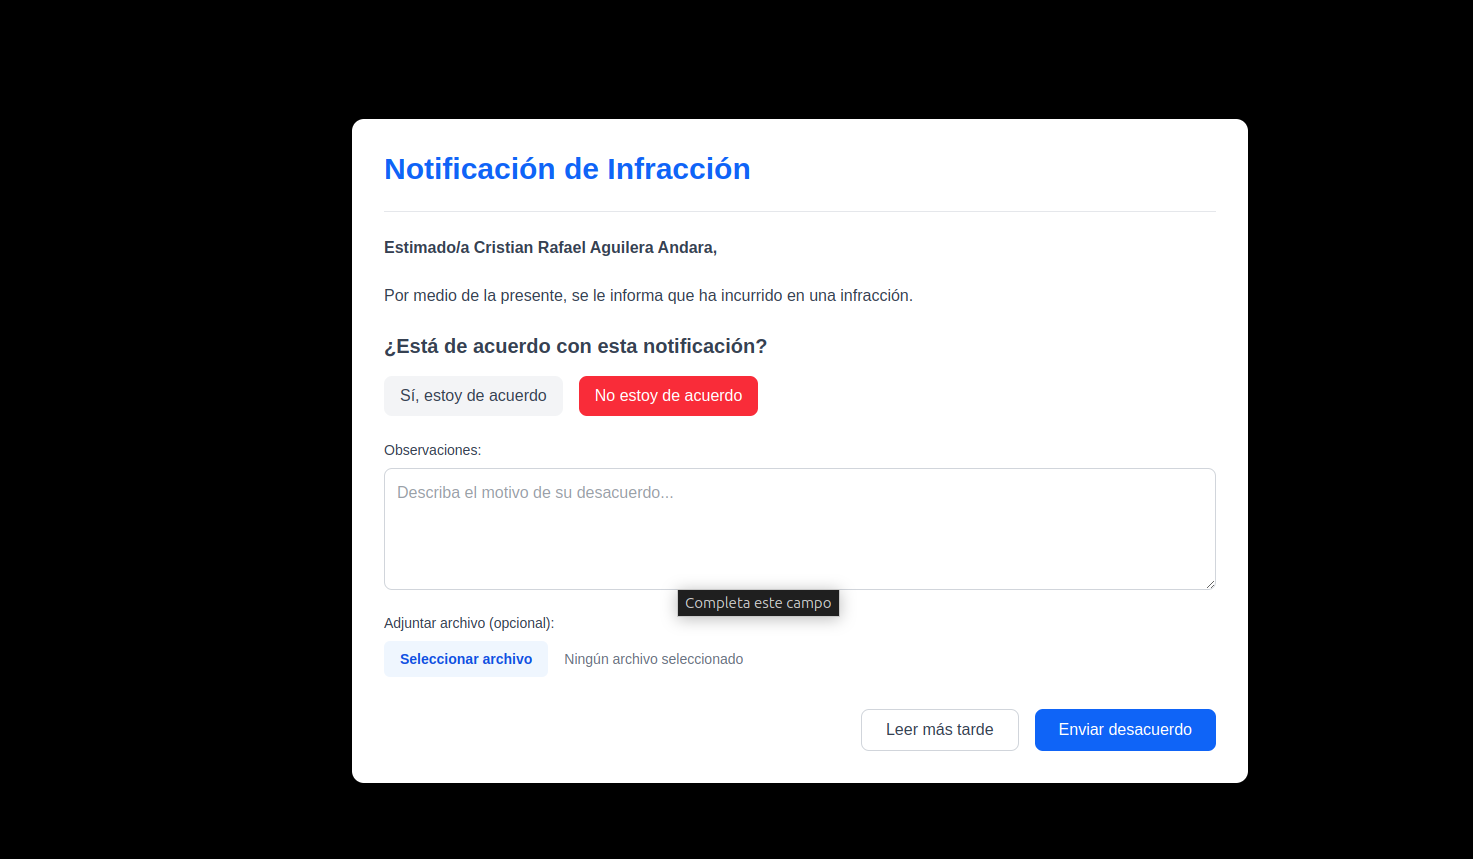 Notificación de Infracción
Estimado/a Cristian Rafael Aguilera Andara,
Por medio de la presente, se le informa que ha incurrido en una infracción.
¿Está de acuerdo con esta notificación?
Sí, estoy de acuerdo
No estoy de acuerdo
Observaciones:
Describa el motivo de su desacuerdo...
Completa este campo
Adjuntar archivo (opcional):
Seleccionar archivo
Ningún archivo seleccionado
Leer más tarde
Enviar desacuerdo